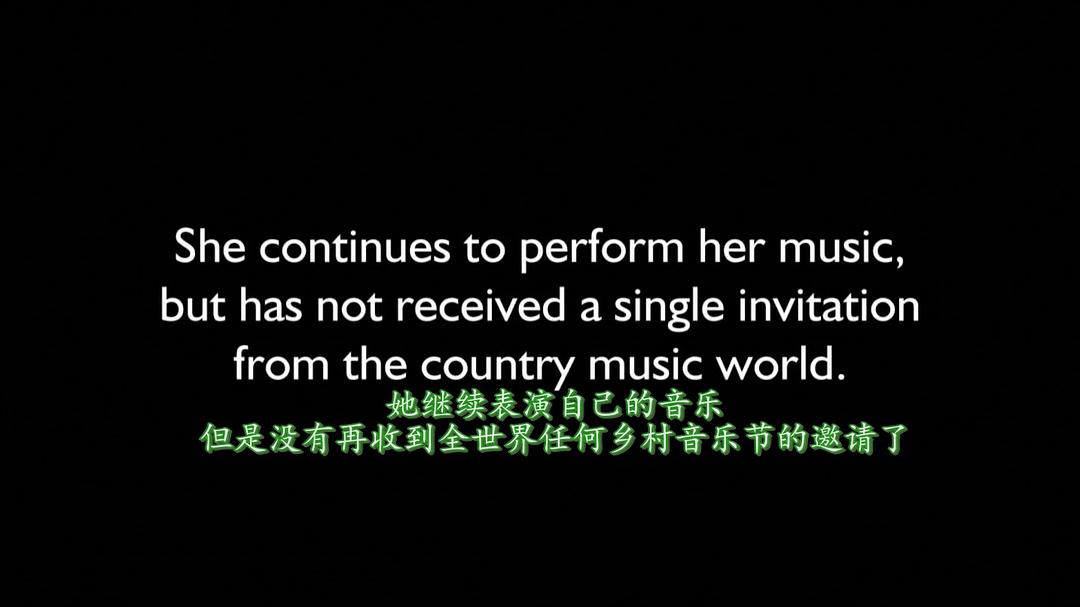 She continues to perform her music,
but has not received a single invitation
from the country music world.
她继续表演自己的音乐
但是没有再收到全世界任何乡村音乐节的邀请了